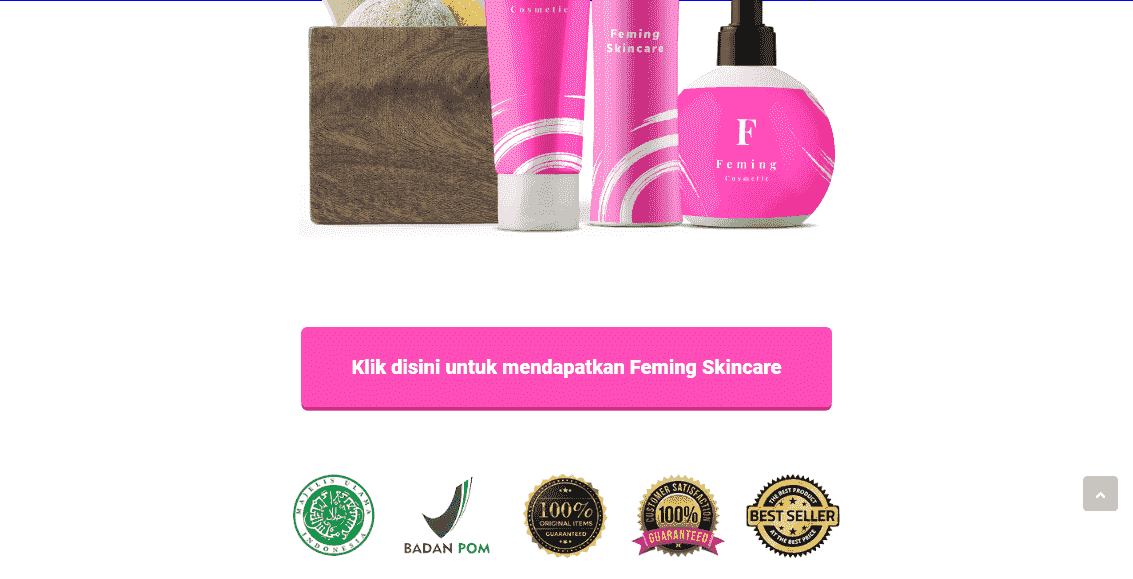 Cosmetic
Feming
Skincare
F
Feming
Cosmetic
Klik disini untuk mendapatkan Feming Skincare
MAJELIS ULAMA
INDONESIA
BADAN POM
100%
ORIGINAL ITEMS
GUARANTEED
CUSTOMER SATISFACTION
100%
GUARANTEED
THE BEST PRODUCT
BEST SELLER
AT THE BEST PRICE